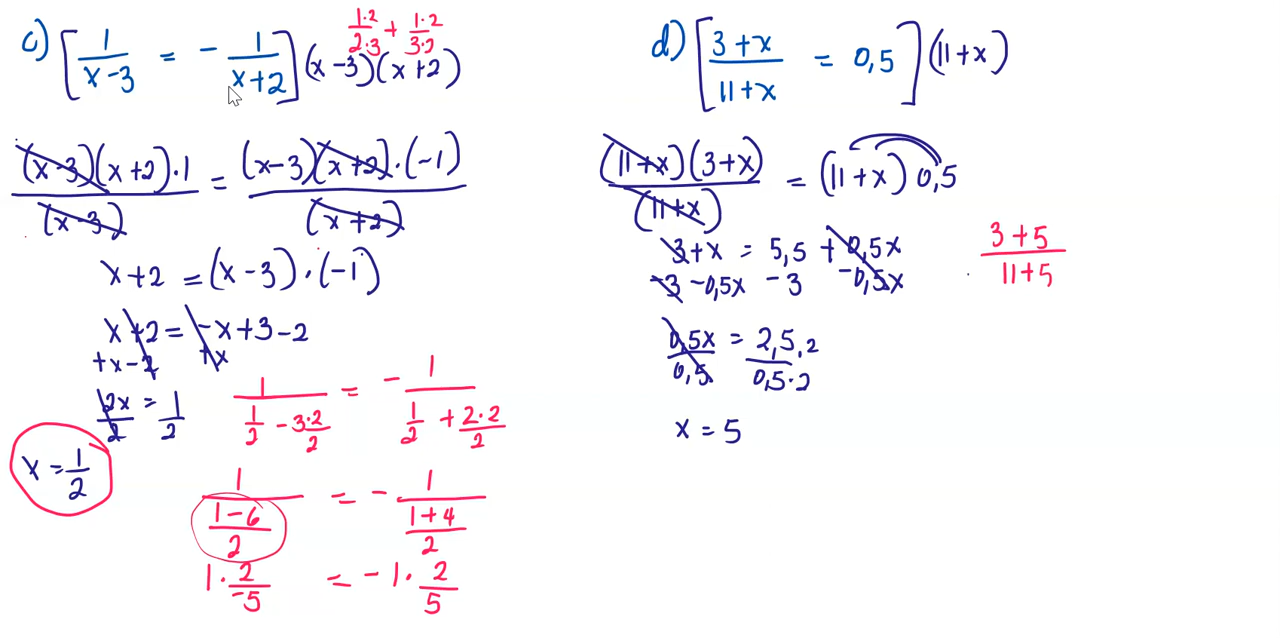 c) [1/(x-3) = -1/(x+2)] (x-3)(x+2)
(1·2)/(2·3) + (1·2)/(3·2)
((x-3)(x+2)·1)/(x-3) = ((x-3)(x+2)·(-1))/(x+2)
x+2 = (x-3)·(-1)
x+2 = -x+3-2
+x-2 +x
2x/2 = 1/2
x = 1/2
1/(1/2 - 3·2/2) = -1/(1/2 + 2·2/2)
1/((1-6)/2) = -1/((1+4)/2)
1·2/-5 = -1·2/5
d) [(3+x)/(11+x) = 0,5] (11+x)
((11+x)(3+x))/(11+x) = (11+x) 0,5
3+x = 5,5 + 0,5x
-3 -0,5x -3 -0,5x
0,5x/0,5 = 2,5·2/0,5·2
x = 5
(3+5)/(11+5)